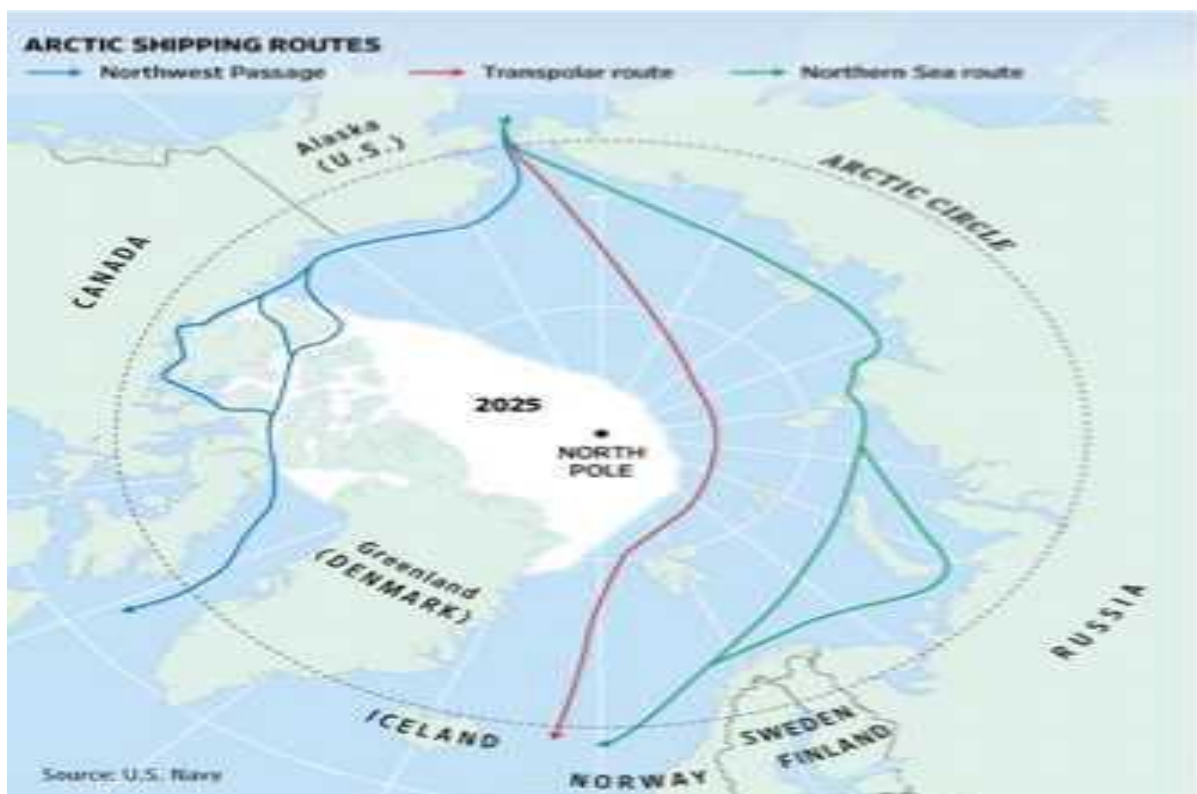 ARCTIC SHIPPING ROUTES
Northwest Passage
Transpolar route
Northern Sea route
Alaska
(U.S.)
ARCTIC CIRCLE
CANADA
2025
NORTH
POLE
Greenland
(DENMARK)
RUSSIA
ICELAND
SWEDEN
FINLAND
NORWAY
Source: U.S. Navy